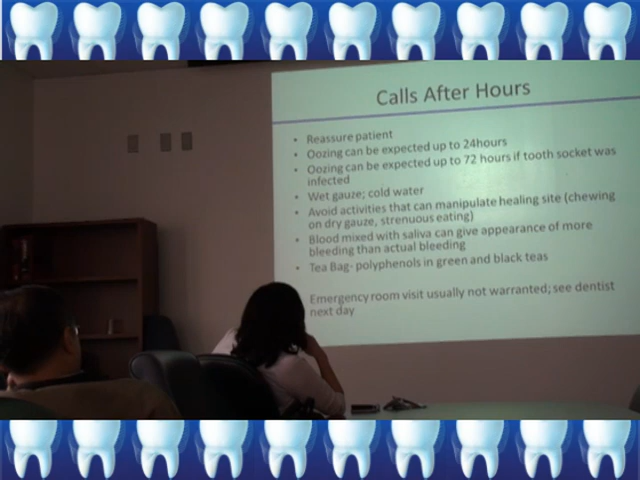 Calls After Hours
• Reassure patient
• Oozing can be expected up to 24hours
• Oozing can be expected up to 72 hours if tooth socket was
infected
• Wet gauze; cold water
• Avoid activities that can manipulate healing site (chewing
on dry gauze, strenuous eating)
• Blood mixed with saliva can give appearance of more
bleeding than actual bleeding
• Tea Bag- polyphenols in green and black teas
Emergency room visit usually not warranted; see dentist
next day